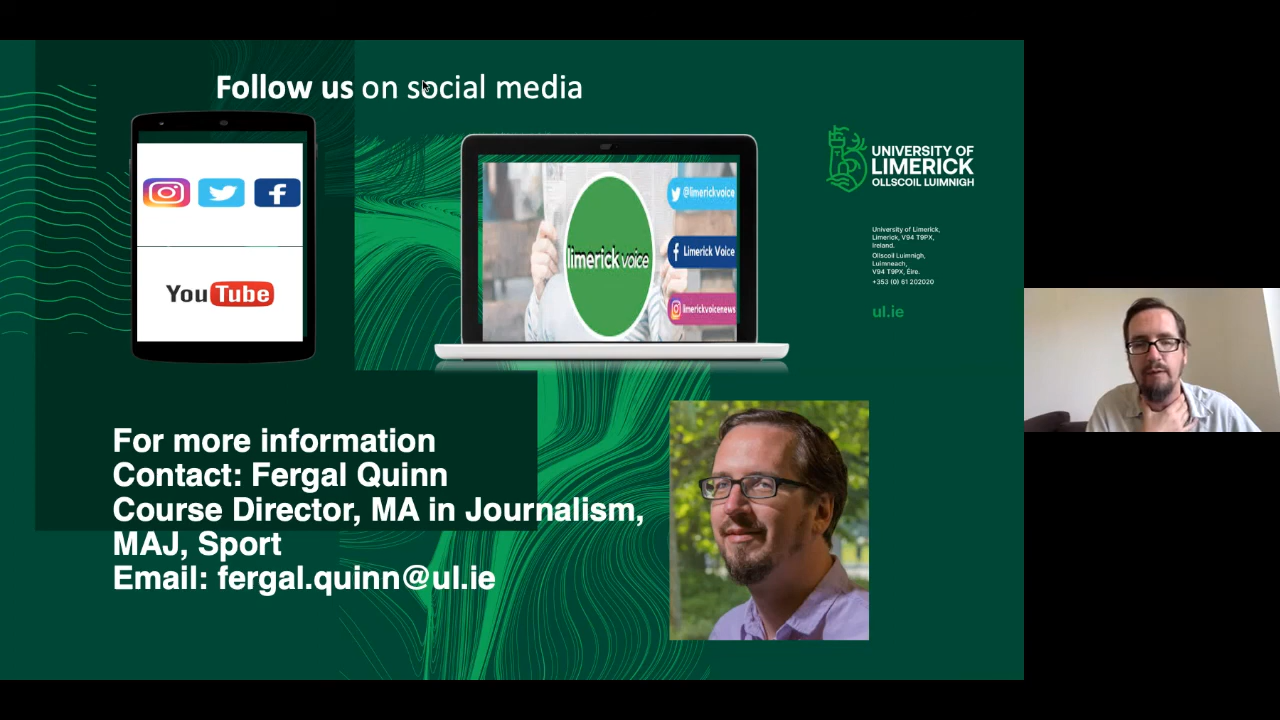 Follow us on social media
YouTube
limerick voice
@limerickvoice
Limerick Voice
limerickvoicenews
UNIVERSITY OF
LIMERICK
OLLSCOIL LUIMNIGH
University of Limerick,
Limerick, V94 T9PX,
Ireland.
Ollscoil Luimnigh,
Luimneach,
V94 T9PX, Éire.
+353 (0) 61 202020
ul.ie
For more information
Contact: Fergal Quinn
Course Director, MA in Journalism,
MAJ, Sport
Email: fergal.quinn@ul.ie